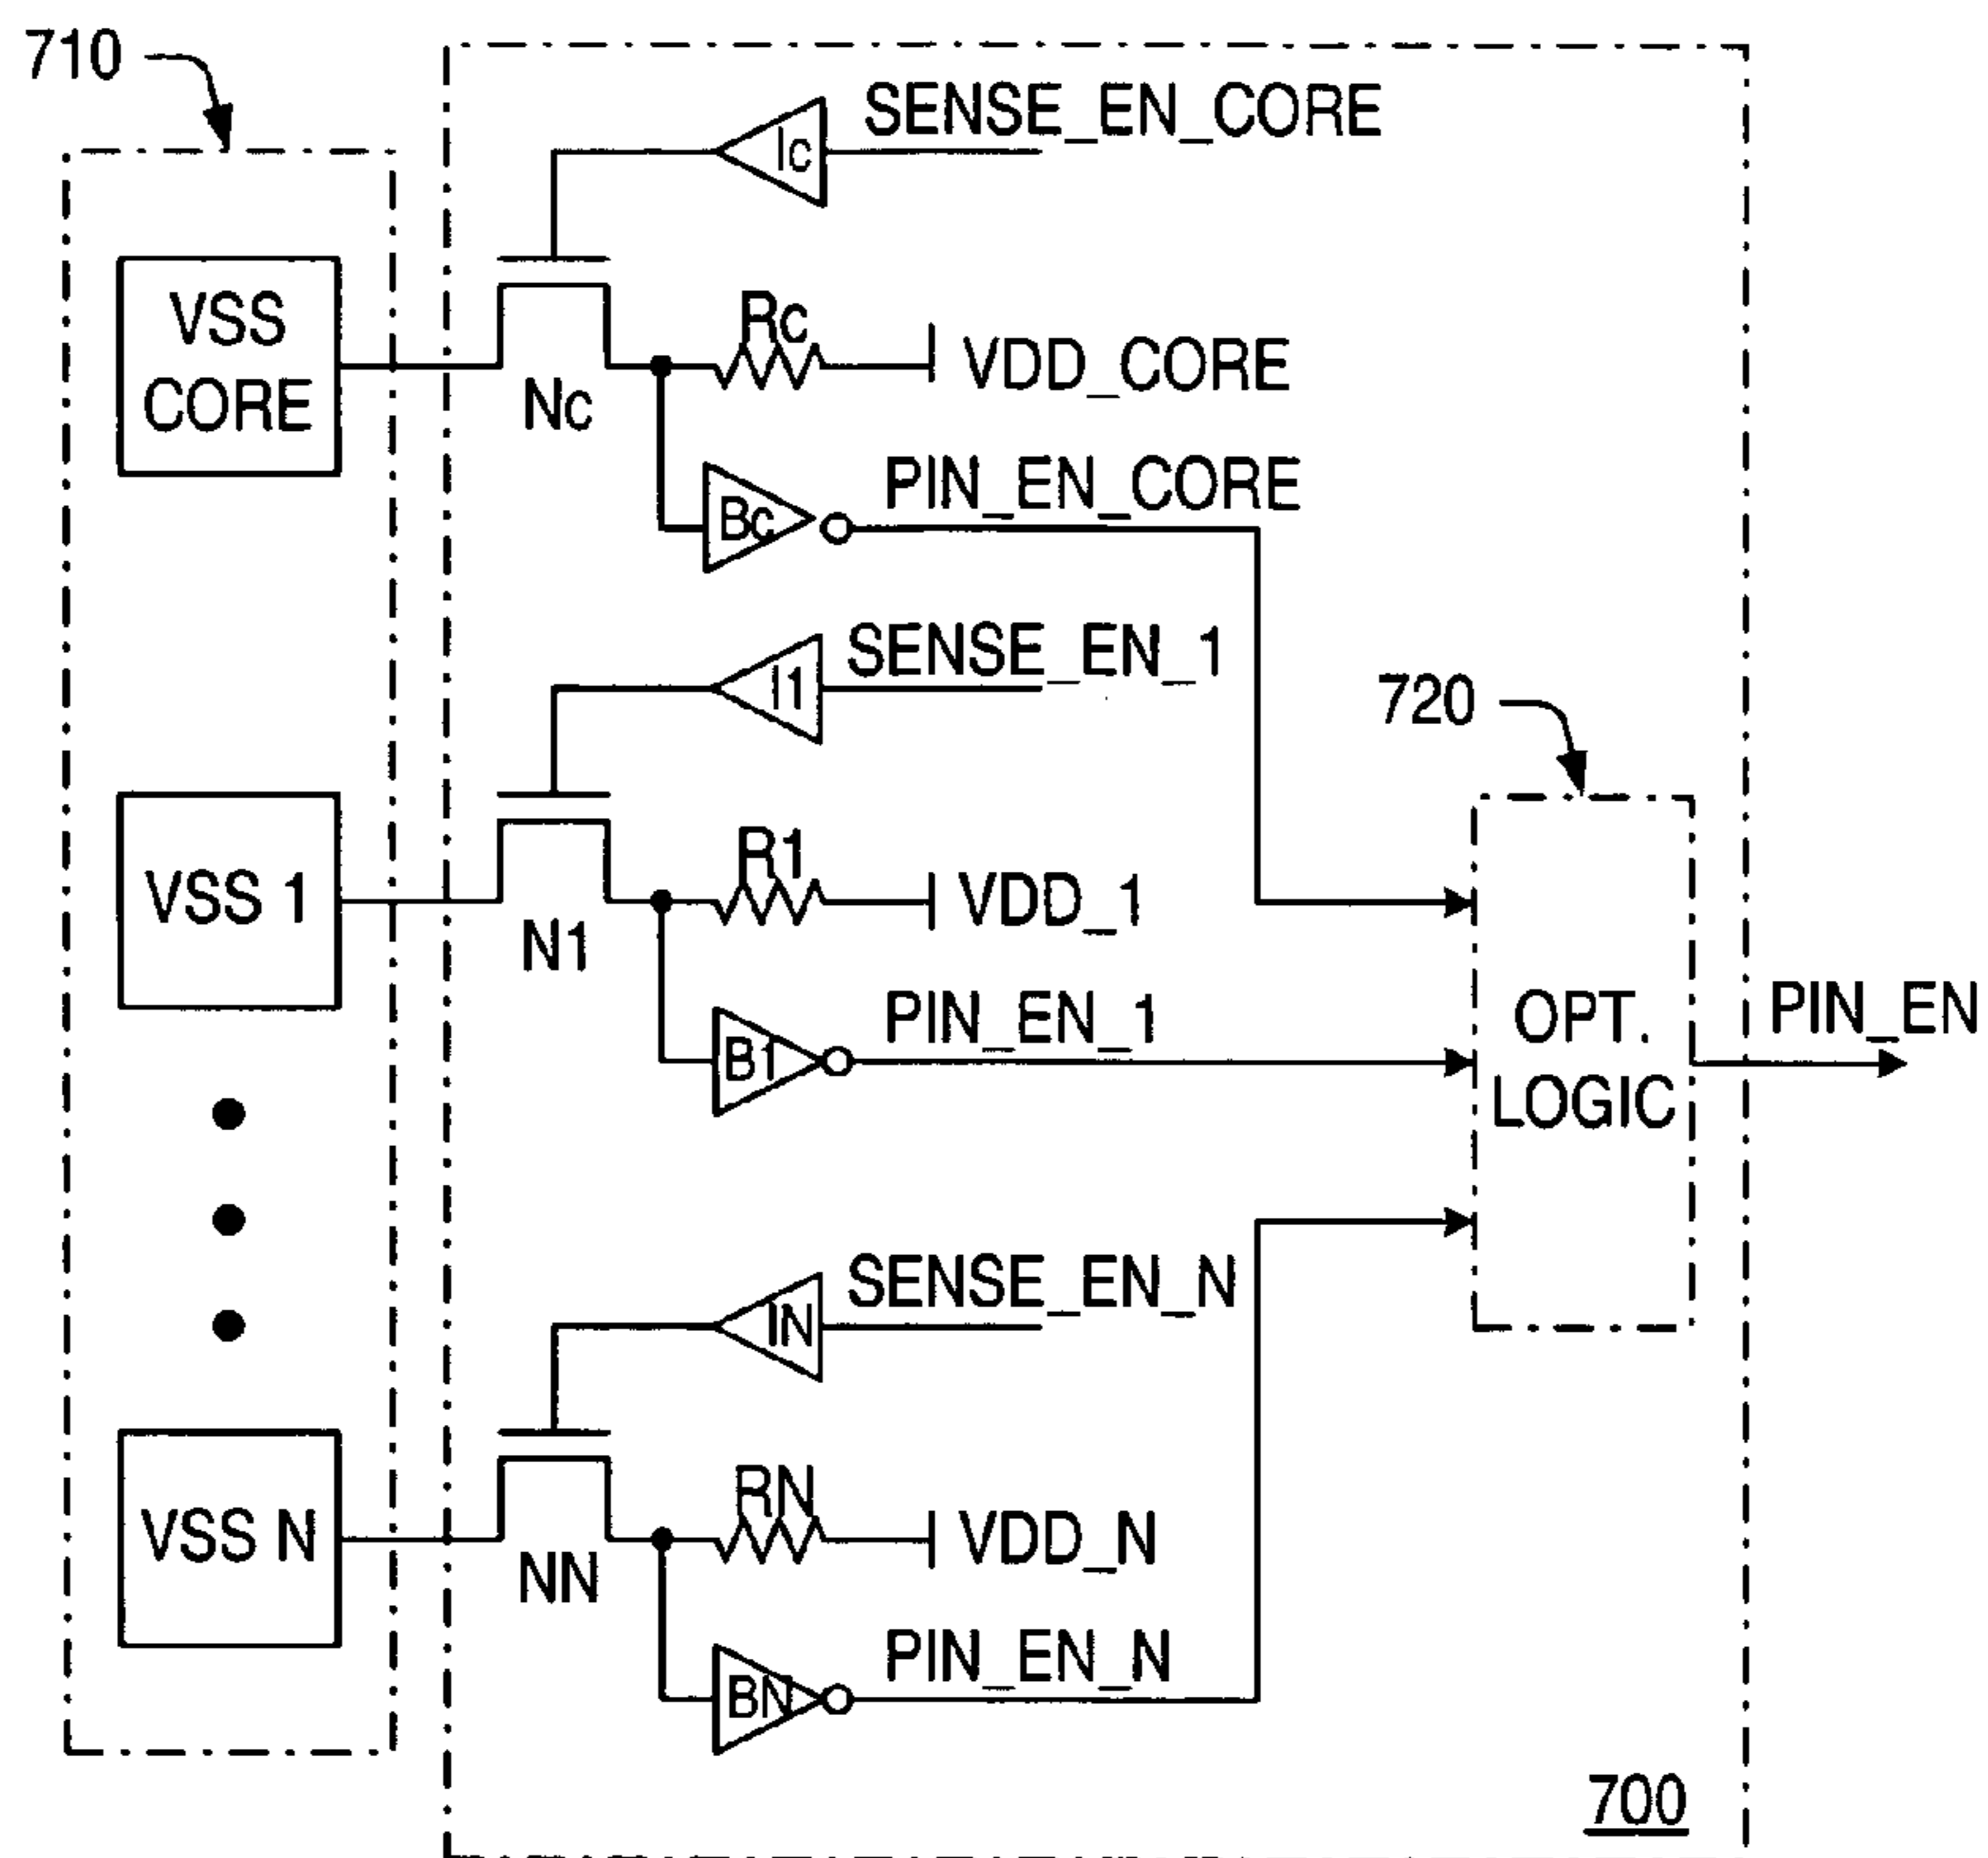 710
SENSE_EN_CORE
Ic
VSS
CORE
Rc
VDD_CORE
Nc
PIN_EN_CORE
Bc
SENSE_EN_1
I1
720
VSS 1
R1
VDD_1
N1
PIN_EN_1
B1
OPT.
LOGIC
PIN_EN
SENSE_EN_N
IN
VSS N
RN
VDD_N
NN
PIN_EN_N
BN
700